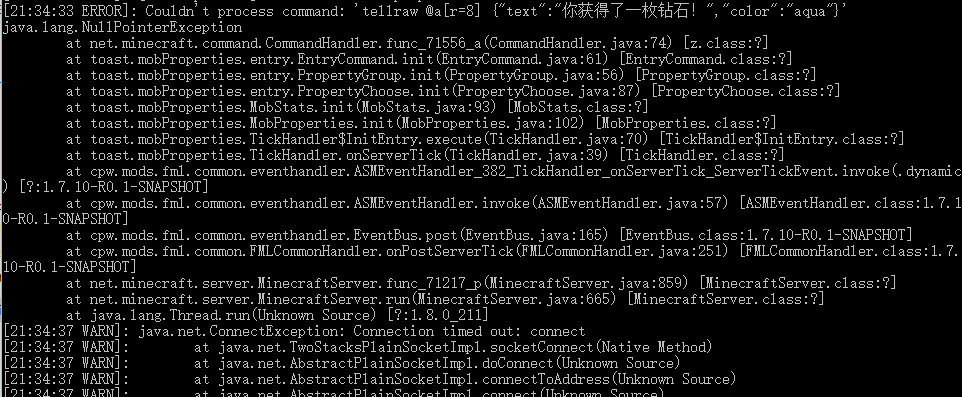 [21:34:33 ERROR]: Couldn't process command: 'tellraw @a[r=8] {"text":"你获得了一枚钻石！","color":"aqua"}'
java.lang.NullPointerException
at net.minecraft.command.CommandHandler.func_71556_a(CommandHandler.java:74) [z.class:?]
at toast.mobProperties.entry.EntryCommand.init(EntryCommand.java:61) [EntryCommand.class:?]
at toast.mobProperties.entry.PropertyGroup.init(PropertyGroup.java:56) [PropertyGroup.class:?]
at toast.mobProperties.entry.PropertyChoose.init(PropertyChoose.java:87) [PropertyChoose.class:?]
at toast.mobProperties.MobStats.init(MobStats.java:93) [MobStats.class:?]
at toast.mobProperties.MobProperties.init(MobProperties.java:102) [MobProperties.class:?]
at toast.mobProperties.TickHandler$InitEntry.execute(TickHandler.java:70) [TickHandler$InitEntry.class:?]
at toast.mobProperties.TickHandler.onServerTick(TickHandler.java:39) [TickHandler.class:?]
at cpw.mods.fml.common.eventhandler.ASMEventHandler_382_TickHandler_onServerTick_ServerTickEvent.invoke(.dynamic
) [?:1.7.10-R0.1-SNAPSHOT]
at cpw.mods.fml.common.eventhandler.ASMEventHandler.invoke(ASMEventHandler.java:57) [ASMEventHandler.class:1.7.1
0-R0.1-SNAPSHOT]
at cpw.mods.fml.common.eventhandler.EventBus.post(EventBus.java:165) [EventBus.class:1.7.10-R0.1-SNAPSHOT]
at cpw.mods.fml.common.FMLCommonHandler.onPostServerTick(FMLCommonHandler.java:251) [FMLCommonHandler.class:1.7.
10-R0.1-SNAPSHOT]
at net.minecraft.server.MinecraftServer.func_71217_p(MinecraftServer.java:859) [MinecraftServer.class:?]
at net.minecraft.server.MinecraftServer.run(MinecraftServer.java:665) [MinecraftServer.class:?]
at java.lang.Thread.run(Unknown Source) [?:1.8.0_211]
[21:34:37 WARN]: java.net.ConnectException: Connection timed out: connect
[21:34:37 WARN]: at java.net.TwoStacksPlainSocketImpl.socketConnect(Native Method)
[21:34:37 WARN]: at java.net.AbstractPlainSocketImpl.doConnect(Unknown Source)
[21:34:37 WARN]: at java.net.AbstractPlainSocketImpl.connectToAddress(Unknown Source)
[21:34:37 WARN]: at java.net.AbstractPlainSocketImpl.connect(Unknown Source)